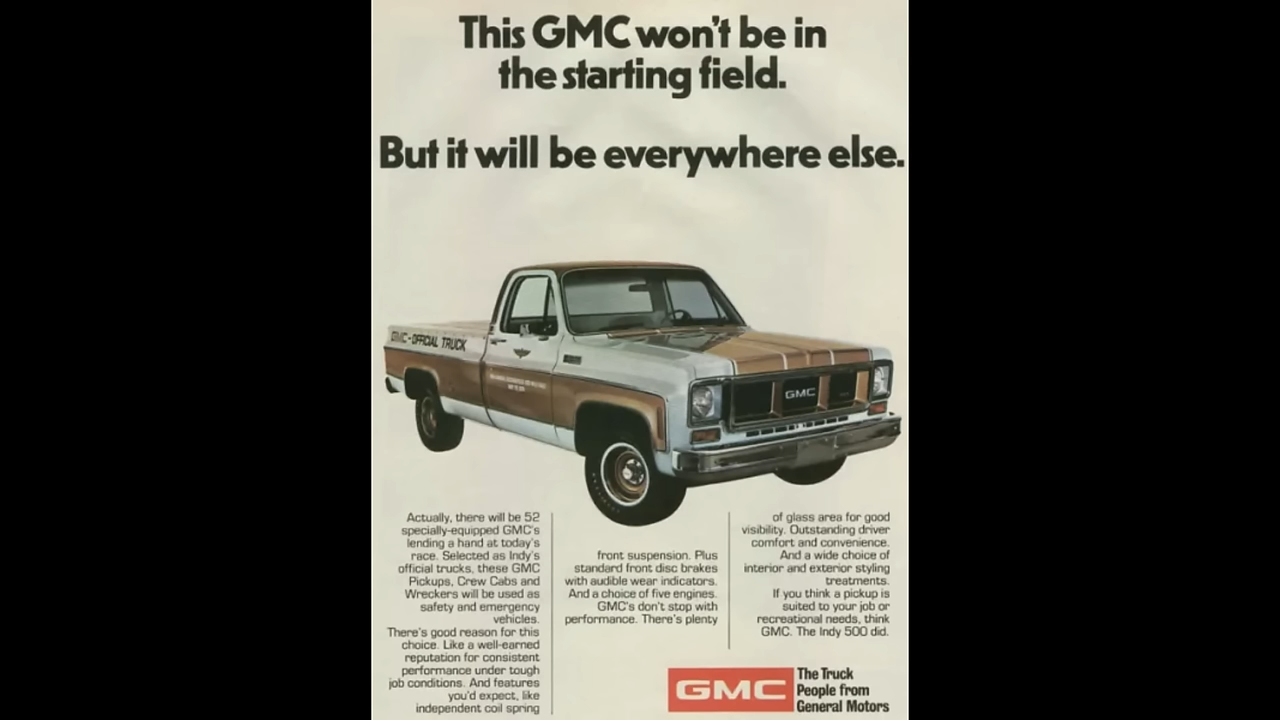 This GMC won't be in
the starting field.
But it will be everywhere else.
GMC-OFFICIAL TRUCK
GMC
Actually, there will be 52
specially-equipped GMC's
lending a hand at today's
race. Selected as Indy's
official trucks, these GMC
Pickups, Crew Cabs and
Wreckers will be used as
safety and emergency
vehicles.
There's good reason for this
choice. Like a well-earned
reputation for consistent
performance under tough
job conditions. And features
you'd expect, like
independent coil spring
front suspension. Plus
standard front disc brakes
with audible wear indicators.
And a choice of five engines.
GMC's don't stop with
performance. There's plenty
of glass area for good
visibility. Outstanding driver
comfort and convenience.
And a wide choice of
interior and exterior styling
treatments.
If you think a pickup is
suited to your job or
recreational needs, think
GMC. The Indy 500 did.
GMC
The Truck
People from
General Motors